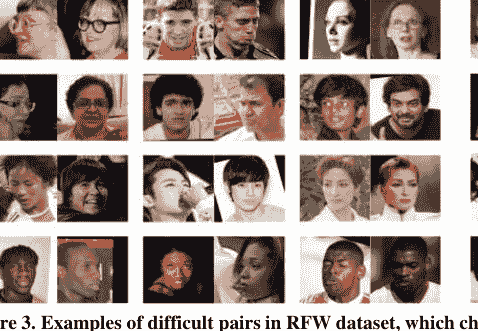 re 3. Examples of difficult pairs in RFW dataset, which ch